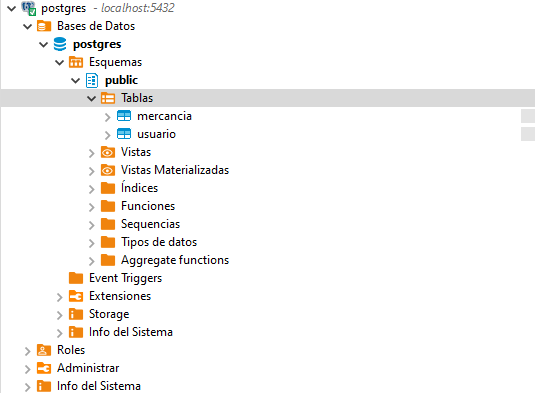 postgres - localhost:5432
Bases de Datos
postgres
Esquemas
public
Tablas
mercancia
usuario
Vistas
Vistas Materializadas
Índices
Funciones
Sequencias
Tipos de datos
Aggregate functions
Event Triggers
Extensiones
Storage
Info del Sistema
Roles
Administrar
Info del Sistema